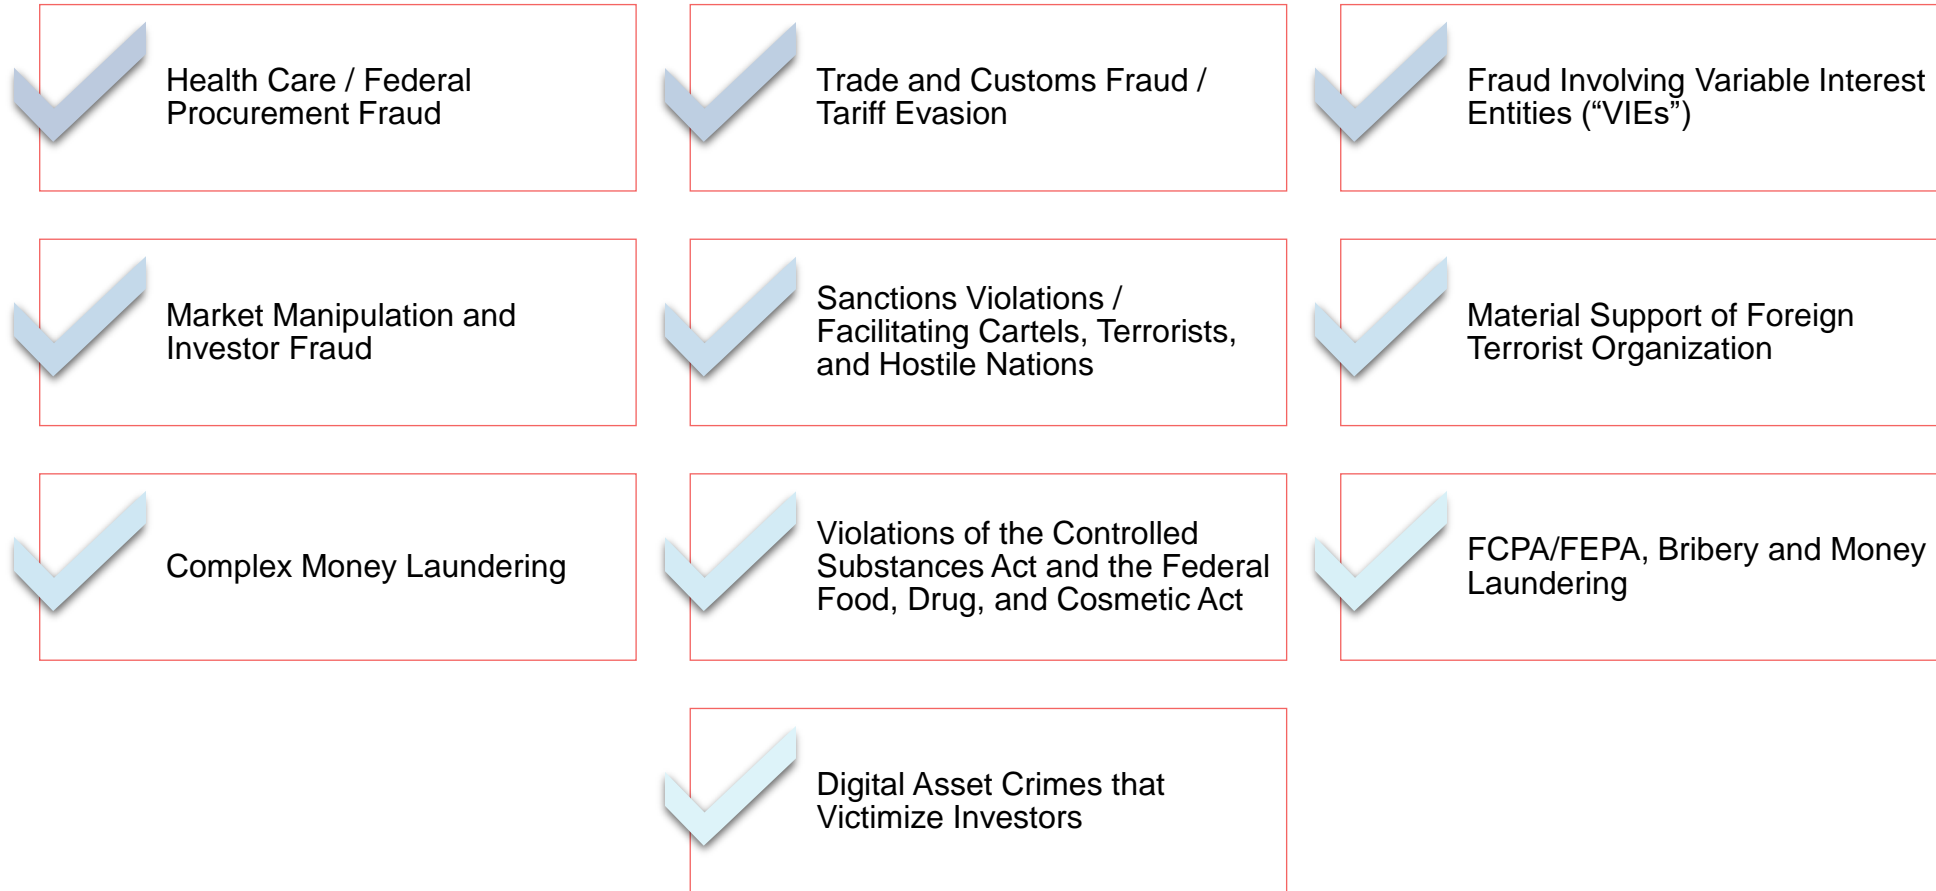 Health Care / Federal
Procurement Fraud
Trade and Customs Fraud /
Tariff Evasion
Fraud Involving Variable Interest
Entities (“VIEs”)
Market Manipulation and
Investor Fraud
Sanctions Violations /
Facilitating Cartels, Terrorists,
and Hostile Nations
Material Support of Foreign
Terrorist Organization
Complex Money Laundering
Violations of the Controlled
Substances Act and the Federal
Food, Drug, and Cosmetic Act
FCPA/FEPA, Bribery and Money
Laundering
Digital Asset Crimes that
Victimize Investors